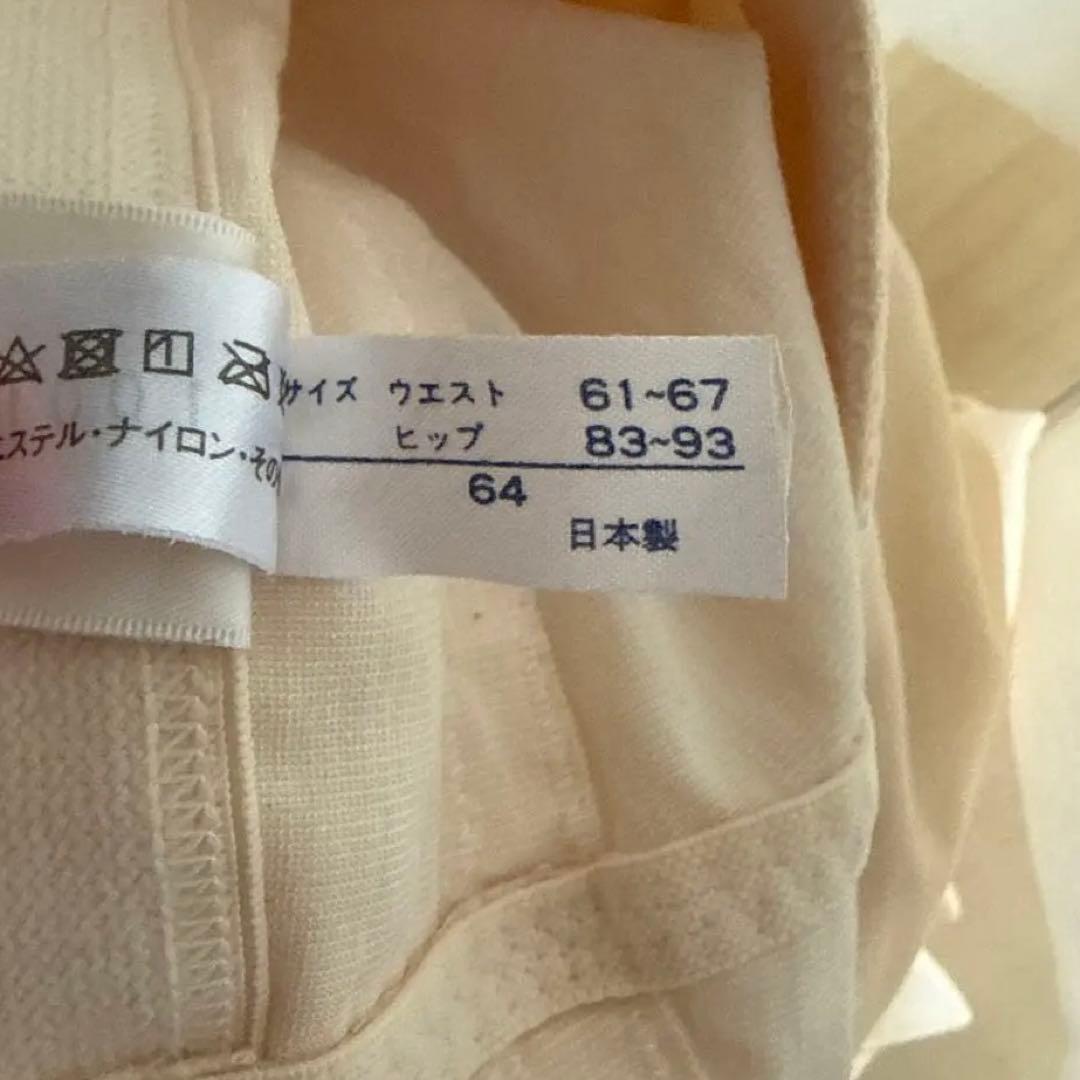 サイズ ウエスト 61~67
ヒップ 83~93
64
日本製
エステル・ナイロン・その